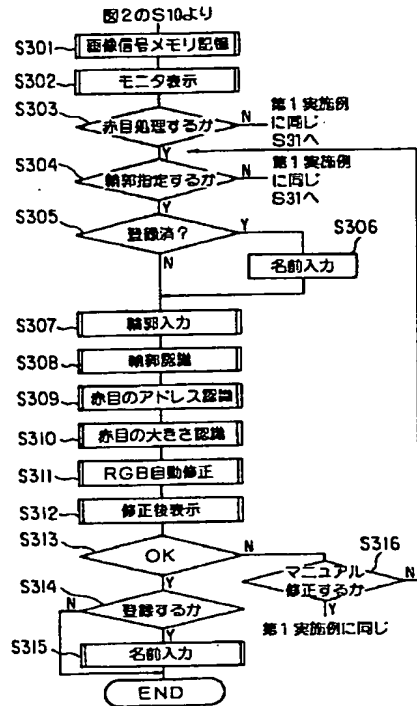 図2のS10より
S301 画像信号メモリ記憶
S302 モニタ表示
S303 赤目処理するか N 第1実施例
に同じ
S31へ
Y
S304 輪郭指定するか N 第1実施例
に同じ
S31へ
Y
S305 登録済? Y S306
N 名前入力
S307 輪郭入力
S308 輪郭認識
S309 赤目のアドレス認識
S310 赤目の大きさ認識
S311 RGB自動修正
S312 修正後表示
S313 OK N S316
Y マニュアル N
修正するか
S314 N 登録するか Y
Y 第1実施例に同じ
S315 名前入力
END